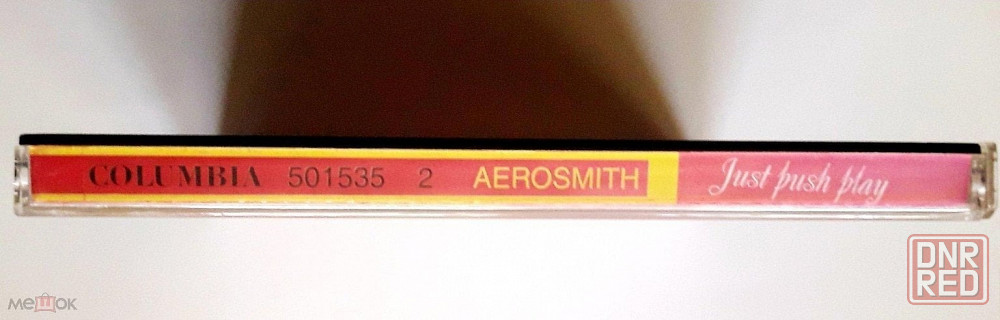 COLUMBIA 501535 2 AEROSMITH Just push play
DNR
RED
мешок